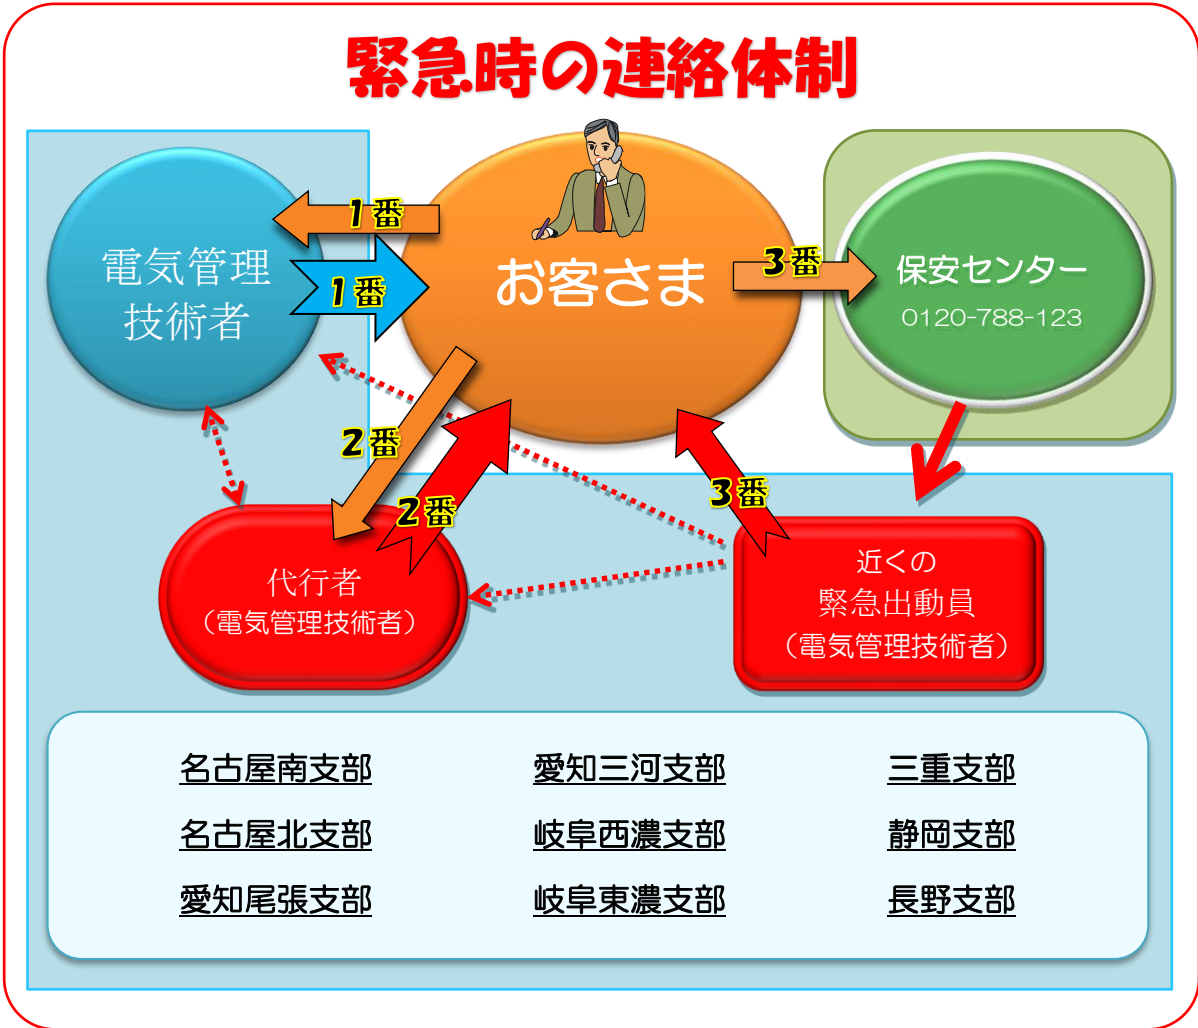 緊急時の連絡体制
1番
1番
電気管理
技術者
お客さま
3番
保安センター
0120-788-123
2番
2番
3番
代行者
（電気管理技術者）
近くの
緊急出動員
（電気管理技術者）
名古屋南支部
愛知三河支部
三重支部
名古屋北支部
岐阜西濃支部
静岡支部
愛知尾張支部
岐阜東濃支部
長野支部